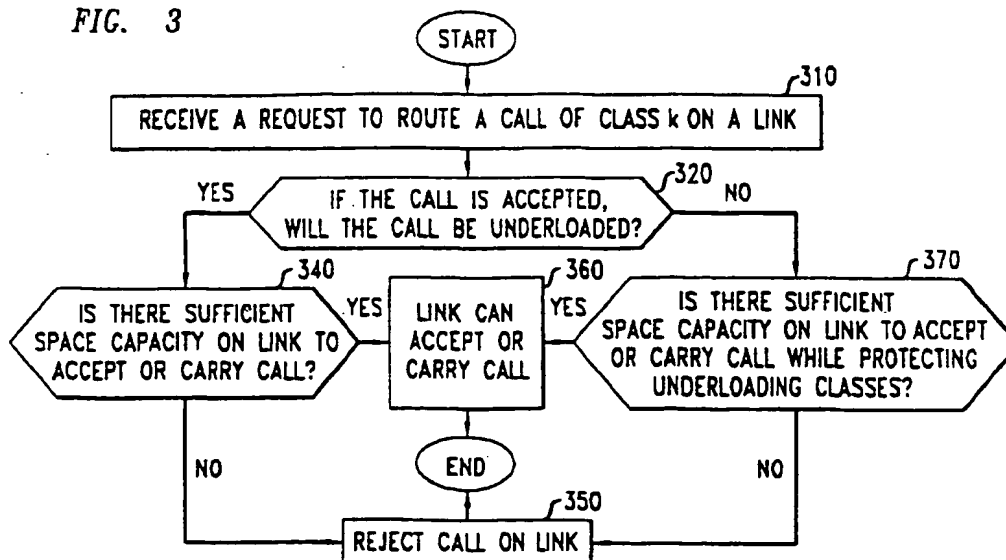 FIG. 3
START
310
RECEIVE A REQUEST TO ROUTE A CALL OF CLASS k ON A LINK
320
YES
IF THE CALL IS ACCEPTED,
WILL THE CALL BE UNDERLOADED?
NO
340
IS THERE SUFFICIENT
SPACE CAPACITY ON LINK TO
ACCEPT OR CARRY CALL?
YES
360
LINK CAN
ACCEPT OR
CARRY CALL
YES
370
IS THERE SUFFICIENT
SPACE CAPACITY ON LINK TO ACCEPT
OR CARRY CALL WHILE PROTECTING
UNDERLOADING CLASSES?
NO
END
NO
350
REJECT CALL ON LINK